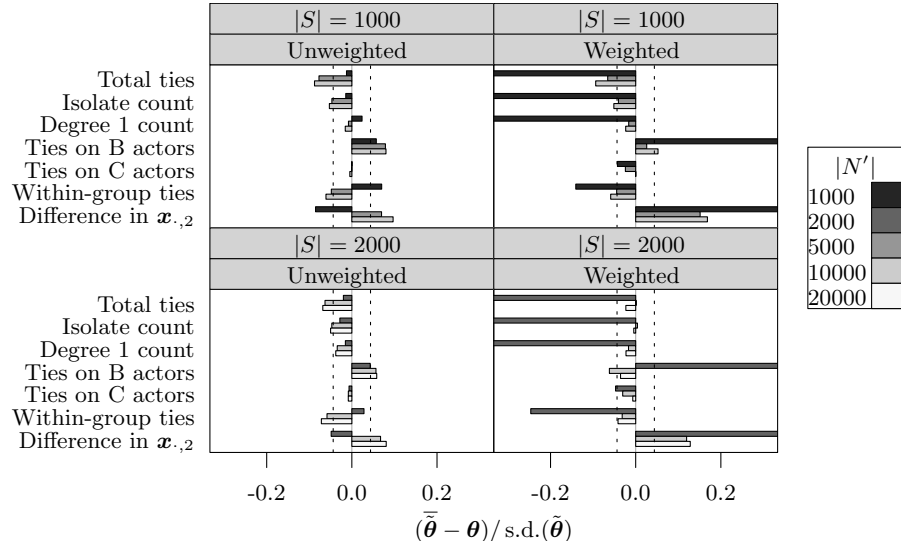 |S| = 1000 |S| = 1000
Unweighted Weighted
Total ties
Isolate count
Degree 1 count
Ties on B actors
Ties on C actors
Within-group ties
Difference in x·,2
|S| = 2000 |S| = 2000
Unweighted Weighted
Total ties
Isolate count
Degree 1 count
Ties on B actors
Ties on C actors
Within-group ties
Difference in x·,2
-0.2 0.0 0.2 -0.2 0.0 0.2
(θ̃̅ − θ)/ s.d.(θ̃)
|N′|
1000
2000
5000
10000
20000